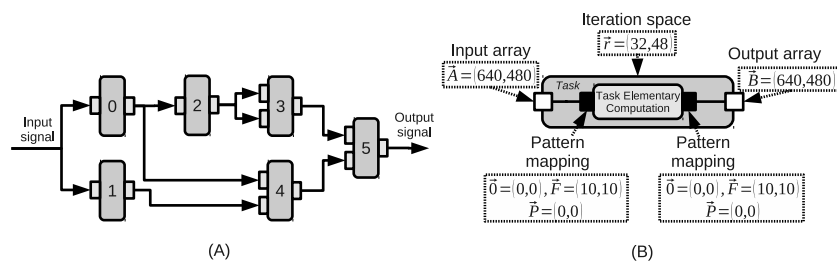 Input signal
0
1
2
3
4
5
Output signal
(A)
Iteration space
r⃗=(32,48)
Input array
A⃗=(640,480)
Output array
B⃗=(640,480)
Task
Task Elementary
Computation
Pattern
mapping
Pattern
mapping
0⃗=(0,0), F⃗=(10,10)
P⃗=(0,0)
0⃗=(0,0), F⃗=(10,10)
P⃗=(0,0)
(B)